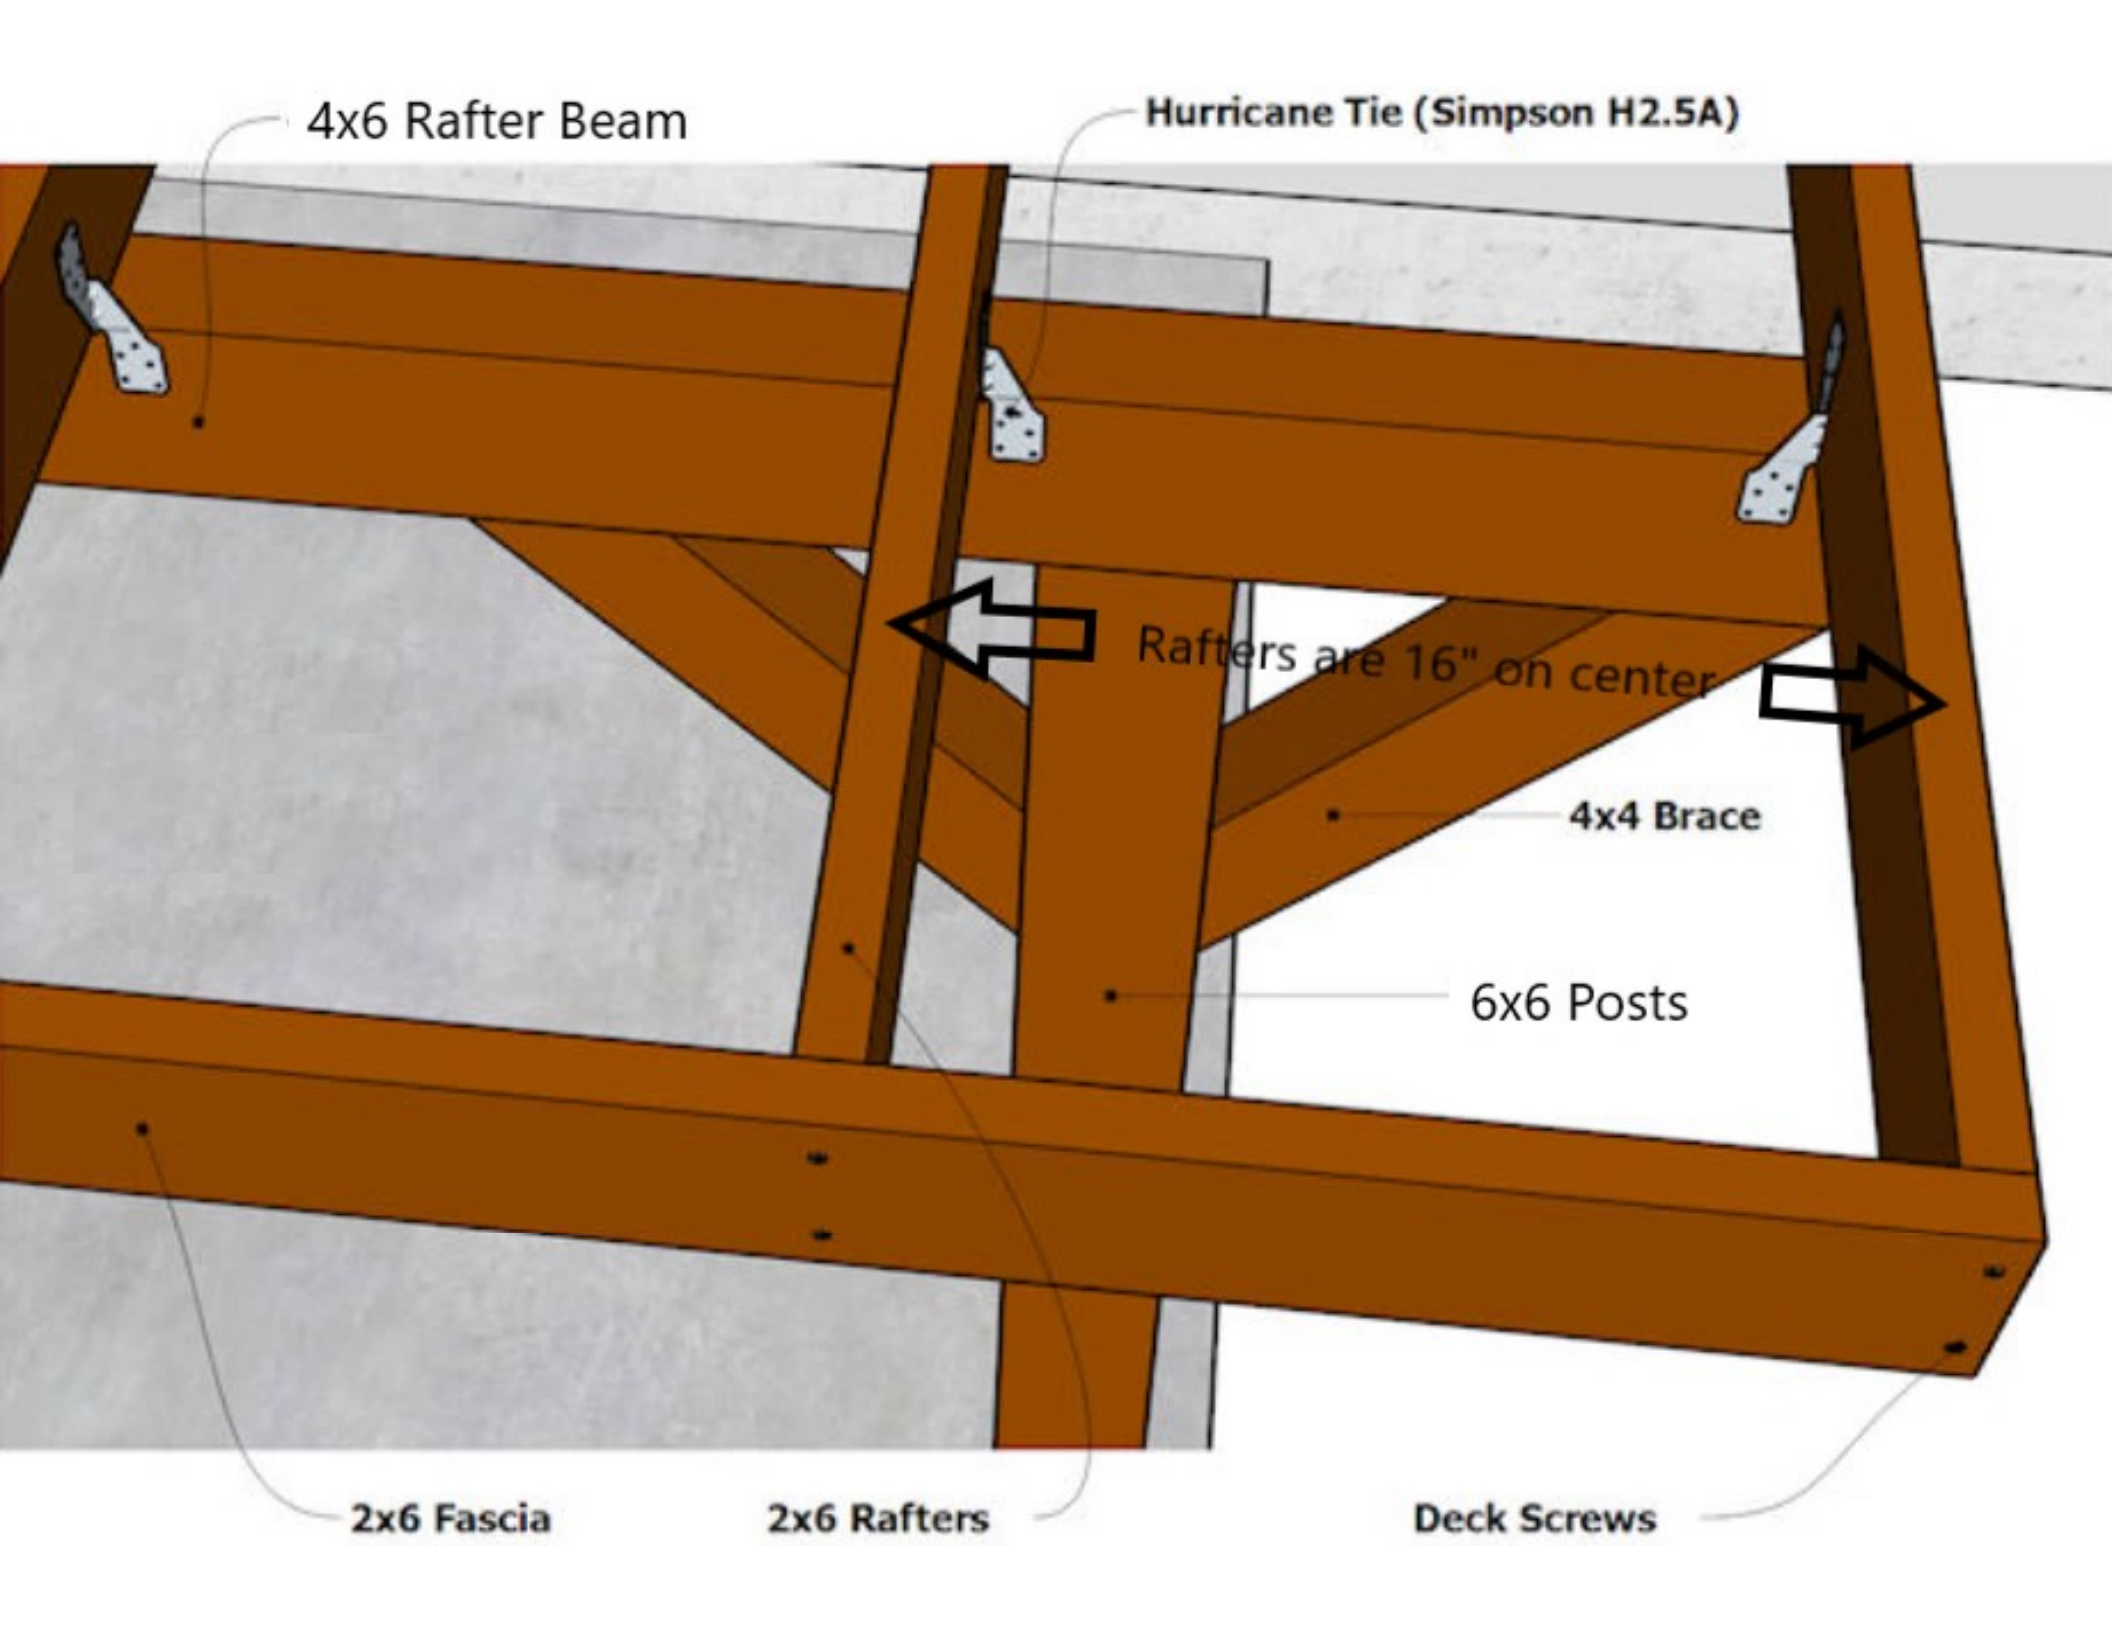 4x6 Rafter Beam
Hurricane Tie (Simpson H2.5A)
Rafters are 16" on center
4x4 Brace
6x6 Posts
2x6 Fascia
2x6 Rafters
Deck Screws